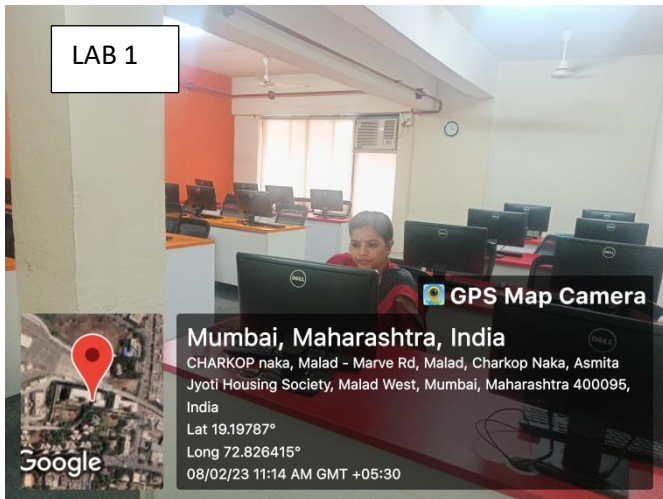 LAB 1
DELL
DELL
DELL
GPS Map Camera
Mumbai, Maharashtra, India
CHARKOP naka, Malad - Marve Rd, Malad, Charkop Naka, Asmita
Jyoti Housing Society, Malad West, Mumbai, Maharashtra 400095,
India
Lat 19.19787°
Long 72.826415°
08/02/23 11:14 AM GMT +05:30
Google